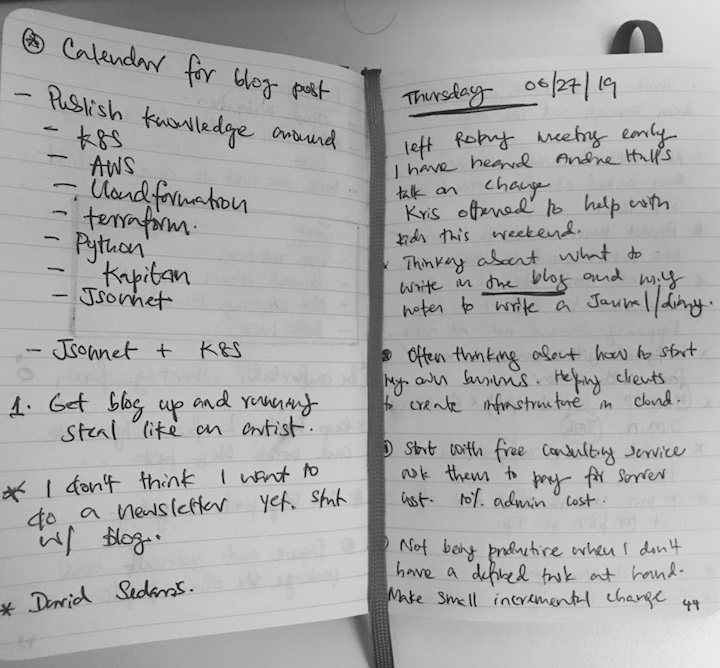 Calendar for blog post
- Publish knowledge around
- K8S
- AWS
- Cloudformation
- terraform.
- Python
- Kapitan
- Jsonnet
- Jsonnet + K8S
1. Get blog up and running
steal like an artist.
* I don't think I want to
do a newsletter yet. start
w/ blog.
* David Sedaris.
Thursday 06/27/19
left Rotary meeting early
I have heard Andre Hall's
talk on change
Kris offered to help with
kids this weekend.
Thinking about what to
write in the blog and
notes to write a Journal/diary.
Often thinking about how to start
my own business. Helping clients
to create infrastructure in cloud.
Start with free consulting service
ask them to pay for server
cost. 10% admin cost.
Not being productive when I don't
have a defined task at hand.
Make small incremental change
44